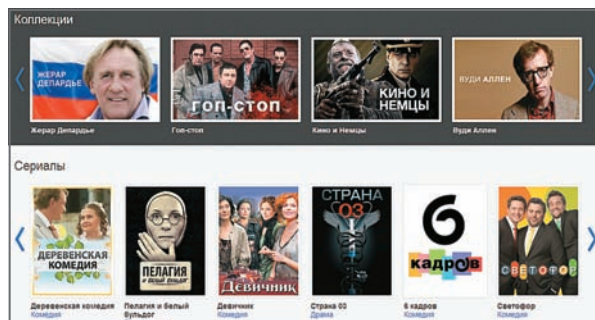 Коллекции
ЖЕРАР
ДЕПАРДЬЕ
ГОП-СТОП
КИНО И
НЕМЦЫ
ВУДИ АЛЛЕН
Жерар Депардье
Гоп-стоп
Кино и Немцы
Вуди Аллен
Сериалы
ДЕРЕВЕНСКАЯ
КОМЕДИЯ
ПЕЛАГИЯ
И БЕЛЫЙ БУЛЬДОГ
Девичник
СТРАНА
03
6
кадров
СВЕТОФОР
Деревенская комедия
Комедия
Пелагия и белый
бульдог
Девичник
Комедия
Страна 03
Драма
6 кадров
Комедия
Светофор
Комедия